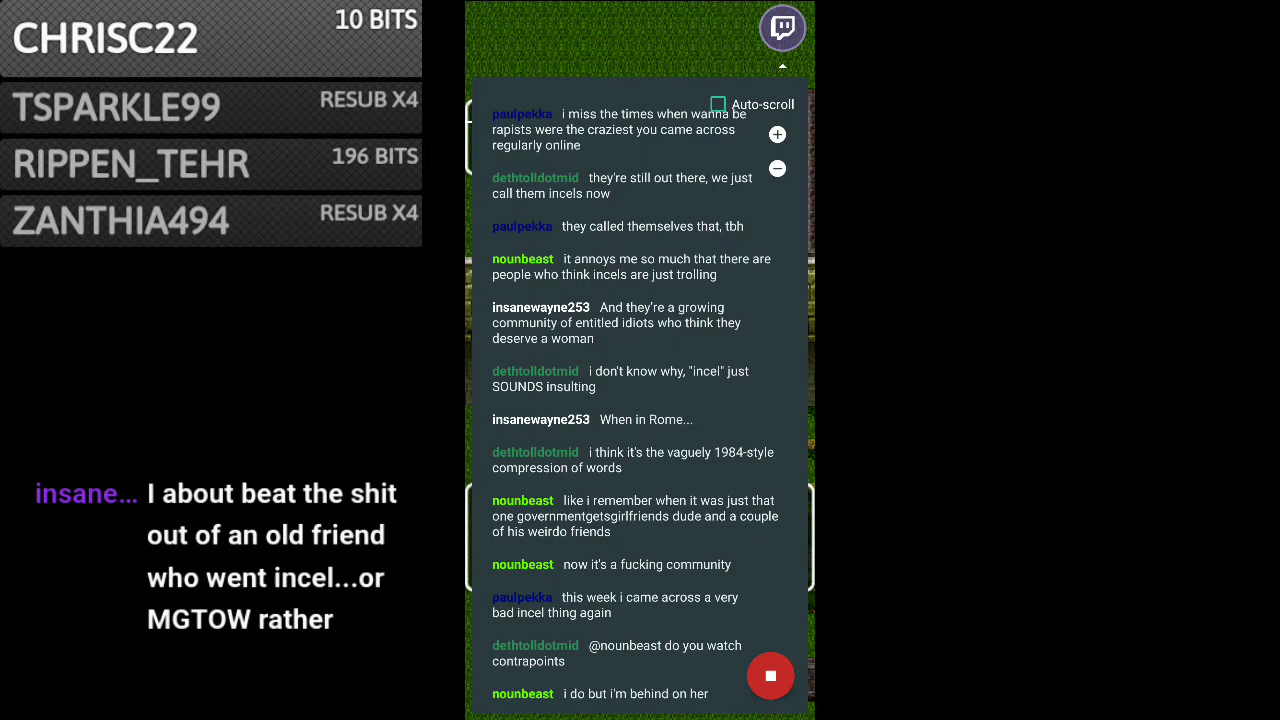 CHRISC22 10 BITS
TSPARKLE99 RESUB X4
RIPPEN_TEHR 196 BITS
ZANTHIA494 RESUB X4
insane... I about beat the shit
out of an old friend
who went incel...or
MGTOW rather
Auto-scroll
paulpekka i miss the times when wanna be
rapists were the craziest you came across
regularly online
dethtolldotmid they're still out there, we just
call them incels now
paulpekka they called themselves that, tbh
nounbeast it annoys me so much that there are
people who think incels are just trolling
insanewayne253 And they're a growing
community of entitled idiots who think they
deserve a woman
dethtolldotmid i don't know why, "incel" just
SOUNDS insulting
insanewayne253 When in Rome...
dethtolldotmid i think it's the vaguely 1984-style
compression of words
nounbeast like i remember when it was just that
one governmentgetsgirlfriends dude and a couple
of his weirdo friends
nounbeast now it's a fucking community
paulpekka this week i came across a very
bad incel thing again
dethtolldotmid @nounbeast do you watch
contrapoints
nounbeast i do but i'm behind on her